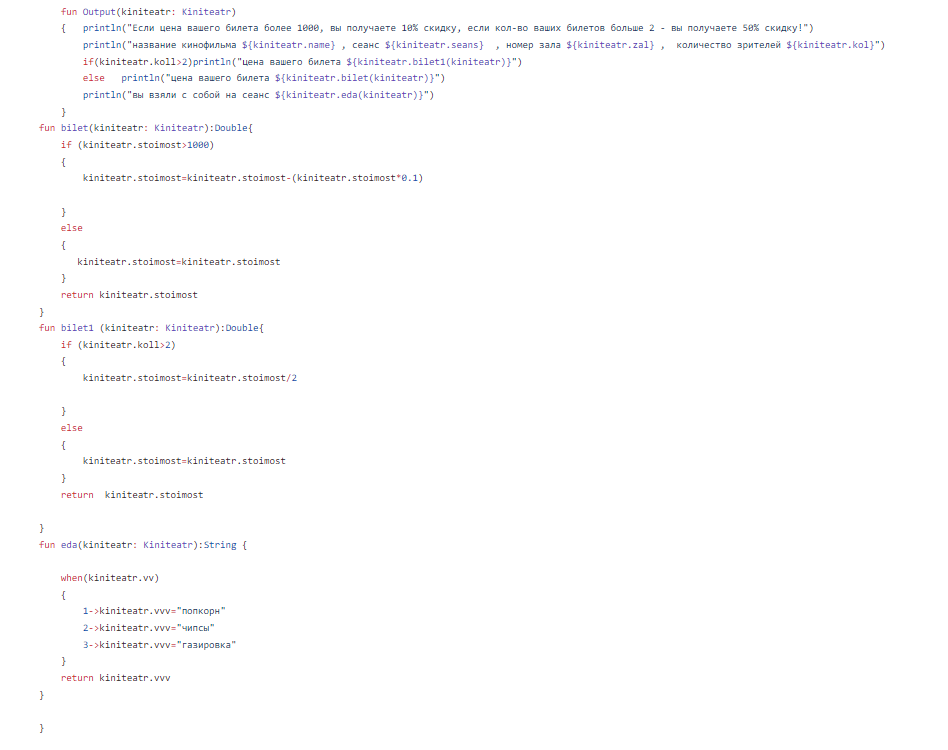 fun Output(kiniteatr: Kiniteatr)
{   println("Если цена вашего билета более 1000, вы получаете 10% скидку, если кол-во ваших билетов больше 2 - вы получаете 50% скидку!")
println("название кинофильма ${kiniteatr.name} , сеанс ${kiniteatr.seans}  , номер зала ${kiniteatr.zal} ,  количество зрителей ${kiniteatr.kol}")
if(kiniteatr.koll>2)println("цена вашего билета ${kiniteatr.bilet1(kiniteatr)}")
else   println("цена вашего билета ${kiniteatr.bilet(kiniteatr)}")
println("вы взяли с собой на сеанс ${kiniteatr.eda(kiniteatr)}")
}
fun bilet(kiniteatr: Kiniteatr):Double{
if (kiniteatr.stoimost>1000)
{
kiniteatr.stoimost=kiniteatr.stoimost-(kiniteatr.stoimost*0.1)
}
else
{
kiniteatr.stoimost=kiniteatr.stoimost
}
return kiniteatr.stoimost
}
fun bilet1 (kiniteatr: Kiniteatr):Double{
if (kiniteatr.koll>2)
{
kiniteatr.stoimost=kiniteatr.stoimost/2
}
else
{
kiniteatr.stoimost=kiniteatr.stoimost
}
return  kiniteatr.stoimost
}
fun eda(kiniteatr: Kiniteatr):String {
when(kiniteatr.vv)
{
1->kiniteatr.vvv="попкорн"
2->kiniteatr.vvv="чипсы"
3->kiniteatr.vvv="газировка"
}
return kiniteatr.vvv
}
}